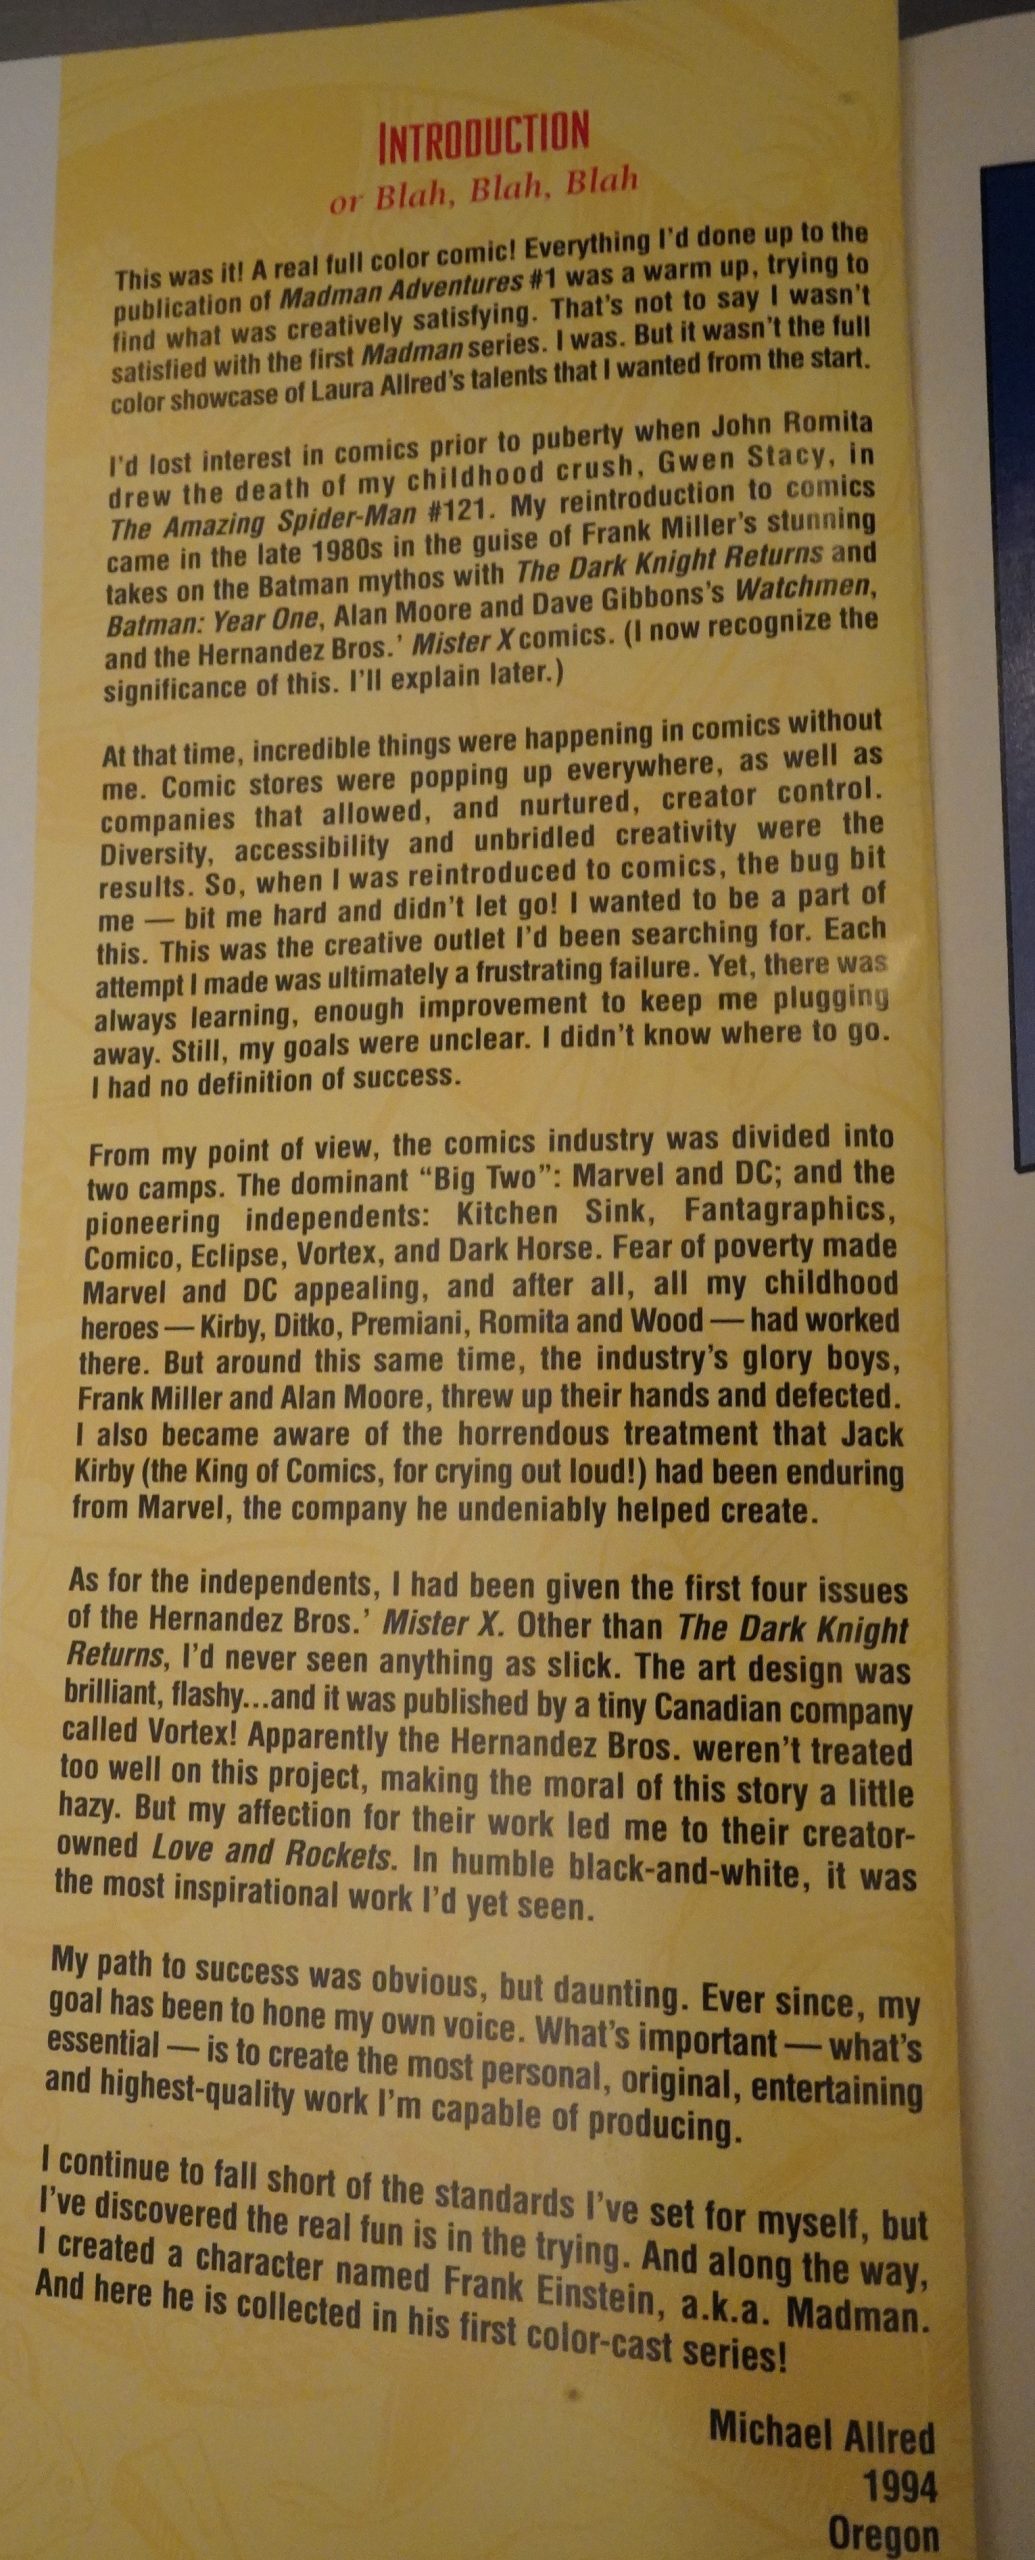 INTRODUCTION
or Blah, Blah, Blah
This was it! A real full color comic! Everything I'd done up to the
publication of Madman Adventures #1 was a warm up, trying to
find what was creatively satisfying. That's not to say I wasn't
satisfied with the first Madman series. I was. But it wasn't the full
color showcase of Laura Allred's talents that I wanted from the start.
I'd lost interest in comics prior to puberty when John Romita
drew the death of my childhood crush, Gwen Stacy, in
The Amazing Spider-Man #121. My reintroduction to comics
came in the late 1980s in the guise of Frank Miller's stunning
takes on the Batman mythos with The Dark Knight Returns and
Batman: Year One, Alan Moore and Dave Gibbons's Watchmen,
and the Hernandez Bros.' Mister X comics. (I now recognize the
significance of this. I'll explain later.)
At that time, incredible things were happening in comics without
me. Comic stores were popping up everywhere, as well as
companies that allowed, and nurtured, creator control.
Diversity, accessibility and unbridled creativity were the
results. So, when I was reintroduced to comics, the bug bit
me — bit me hard and didn't let go! I wanted to be a part of
this. This was the creative outlet I'd been searching for. Each
attempt I made was ultimately a frustrating failure. Yet, there was
always learning, enough improvement to keep me plugging
away. Still, my goals were unclear. I didn't know where to go.
I had no definition of success.
From my point of view, the comics industry was divided into
two camps. The dominant “Big Two”: Marvel and DC; and the
pioneering independents: Kitchen Sink, Fantagraphics,
Comico, Eclipse, Vortex, and Dark Horse. Fear of poverty made
Marvel and DC appealing, and after all, all my childhood
heroes — Kirby, Ditko, Premiani, Romita and Wood — had worked
there. But around this same time, the industry's glory boys,
Frank Miller and Alan Moore, threw up their hands and defected.
I also became aware of the horrendous treatment that Jack
Kirby (the King of Comics, for crying out loud!) had been enduring
from Marvel, the company he undeniably helped create.
As for the independents, I had been given the first four issues
of the Hernandez Bros.' Mister X. Other than The Dark Knight
Returns, I'd never seen anything as slick. The art design was
brilliant, flashy...and it was published by a tiny Canadian company
called Vortex! Apparently the Hernandez Bros. weren't treated
too well on this project, making the moral of this story a little
hazy. But my affection for their work led me to their creator-
owned Love and Rockets. In humble black-and-white, it was
the most inspirational work I'd yet seen.
My path to success was obvious, but daunting. Ever since, my
goal has been to hone my own voice. What's important — what's
essential — is to create the most personal, original, entertaining
and highest-quality work I'm capable of producing.
I continue to fall short of the standards I've set for myself, but
I've discovered the real fun is in the trying. And along the way,
I created a character named Frank Einstein, a.k.a. Madman.
And here he is collected in his first color-cast series!
Michael Allred
1994
Oregon